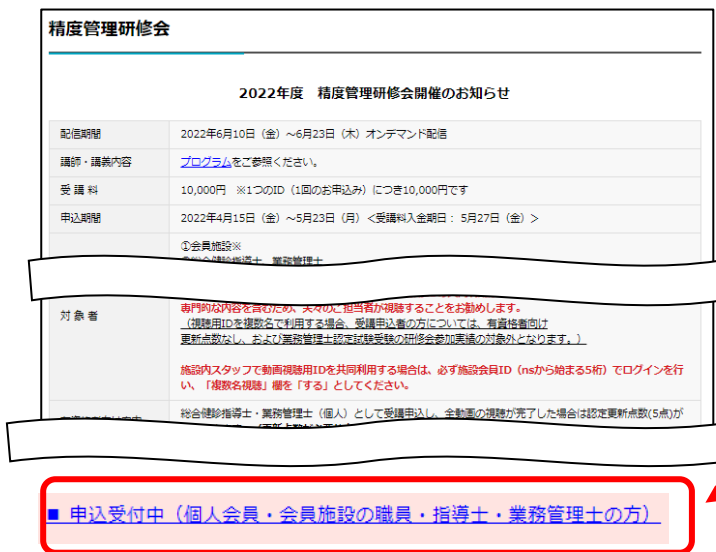 精度管理研修会
2022年度　精度管理研修会開催のお知らせ
配信期間 2022年6月10日（金）～6月23日（木）オンデマンド配信
講師・講義内容 プログラムをご参照ください。
受 講 料 10,000円　※1つのID（1回のお申込み）につき10,000円です
申込期間 2022年4月15日（金）～5月23日（月）＜受講料入金期日： 5月27日（金）＞
①会員施設※
専門的な内容を含むため、夫々のご担当者が視聴することをお勧めします。
対 象 者 （視聴用IDを複数名で利用する場合、受講申込者の方については、有資格者向け
更新点数なし、および業務管理士認定試験受験の研修会参加実績の対象外となります。）
施設内スタッフで動画視聴用IDを共同利用する場合は、必ず施設会員ID（nsから始まる5桁）でログインを行
い、「複数名視聴」欄を「する」としてください。
総合健診指導士・業務管理士（個人）として受講申込し、全動画の視聴が完了した場合は認定更新点数(5点)が
■ 申込受付中（個人会員・会員施設の職員・指導士・業務管理士の方）